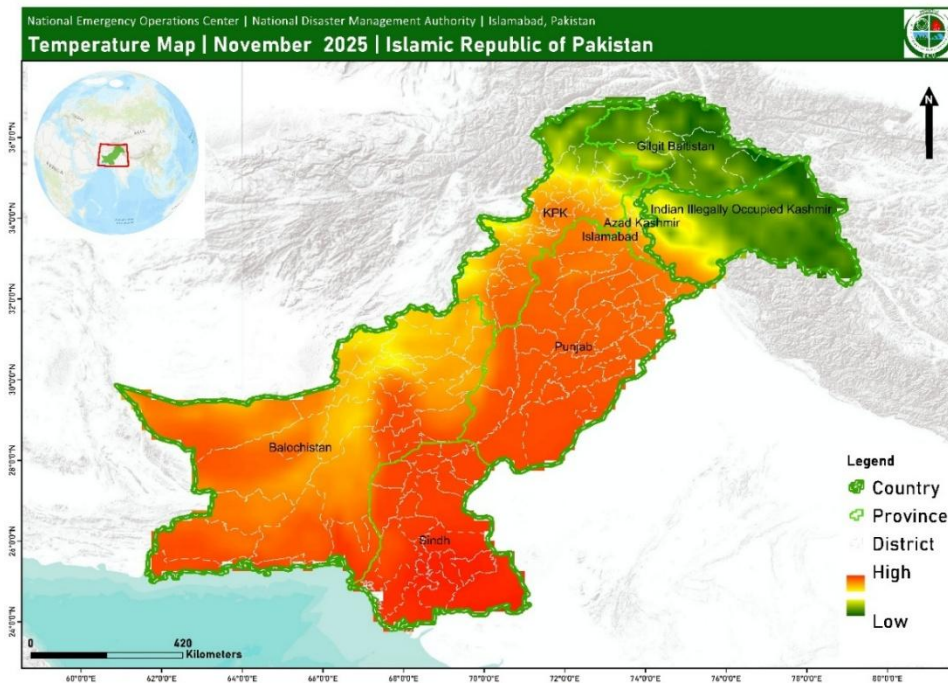 National Emergency Operations Center | National Disaster Management Authority | Islamabad, Pakistan
Temperature Map | November 2025 | Islamic Republic of Pakistan
N
Gilgit Baltistan
Indian Illegally Occupied Kashmir
KPK
Azad Kashmir
Islamabad
Punjab
Balochistan
Sindh
36°0'0"N
34°0'0"N
32°0'0"N
30°0'0"N
28°0'0"N
26°0'0"N
24°0'0"N
Legend
Country
Province
District
High
Low
0 420
Kilometers
60°0'0"E 62°0'0"E 64°0'0"E 66°0'0"E 68°0'0"E 70°0'0"E 72°0'0"E 74°0'0"E 76°0'0"E 78°0'0"E 80°0'0"E